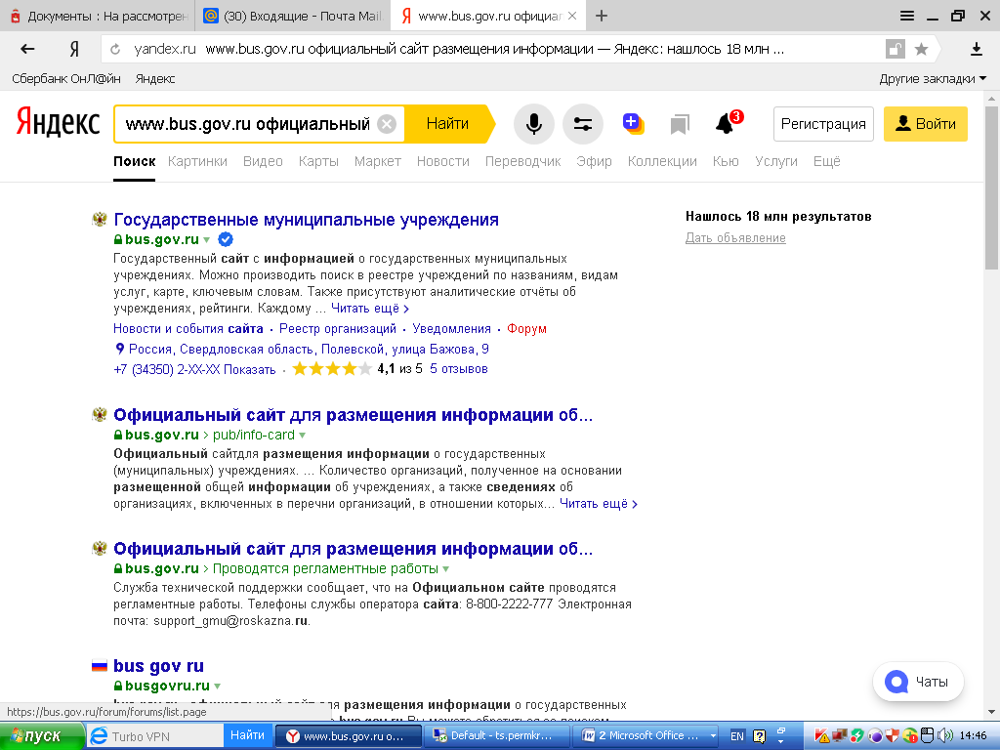 Документы : На рассмотрен
(30) Входящие - Почта Mail.
www.bus.gov.ru официал
yandex.ru www.bus.gov.ru официальный сайт размещения информации — Яндекс: нашлось 18 млн ...
Сбербанк ОнЛ@йн Яндекс Другие закладки
Яндекс www.bus.gov.ru официальный Найти 3 Регистрация Войти
Поиск Картинки Видео Карты Маркет Новости Переводчик Эфир Коллекции Кью Услуги Ещё
Государственные муниципальные учреждения
bus.gov.ru
Государственный сайт с информацией о государственных муниципальных
учреждениях. Можно производить поиск в реестре учреждений по названиям, видам
услуг, карте, ключевым словам. Также присутствуют аналитические отчёты об
учреждениях, рейтинги. Каждому ... Читать ещё >
Новости и события сайта · Реестр организаций · Уведомления · Форум
Россия, Свердловская область, Полевской, улица Бажова, 9
+7 (34350) 2-XX-XX Показать · 4,1 из 5 5 отзывов
Нашлось 18 млн результатов
Дать объявление
Официальный сайт для размещения информации об...
bus.gov.ru > pub/info-card
Официальный сайтдля размещения информации о государственных
(муниципальных) учреждениях. ... Количество организаций, полученное на основании
размещенной общей информации об учреждениях, а также сведениях об
организациях, включенных в перечни организаций, в отношении которых... Читать ещё >
Официальный сайт для размещения информации об...
bus.gov.ru > Проводятся регламентные работы
Служба технической поддержки сообщает, что на Официальном сайте проводятся
регламентные работы. Телефоны службы оператора сайта: 8-800-2222-777 Электронная
почта: support_gmu@roskazna.ru.
bus gov ru
busgovru.ru
Чаты
размещения информации о государственных
https://bus.gov.ru/forum/forums/list.page
пуск Turbo VPN Найти www.bus.gov.ru о... Default - ts.permkr... 2 Microsoft Office ... EN 14:46